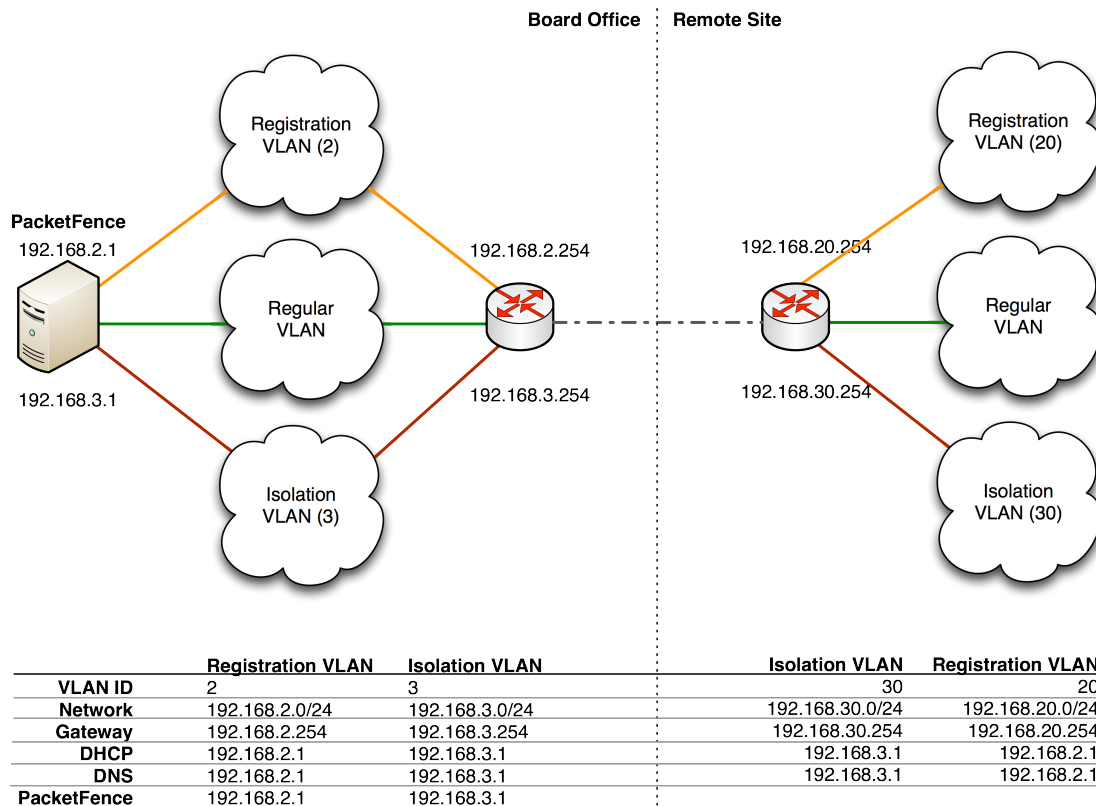 Board Office
Remote Site
Registration
VLAN (2)
Registration
VLAN (20)
PacketFence
192.168.2.1
192.168.2.254
192.168.20.254
Regular
VLAN
Regular
VLAN
192.168.3.1
192.168.3.254
192.168.30.254
Isolation
VLAN (3)
Isolation
VLAN (30)
Registration VLAN Isolation VLAN Isolation VLAN Registration VLAN
VLAN ID 2 3 30 20
Network 192.168.2.0/24 192.168.3.0/24 192.168.30.0/24 192.168.20.0/24
Gateway 192.168.2.254 192.168.3.254 192.168.30.254 192.168.20.254
DHCP 192.168.2.1 192.168.3.1 192.168.3.1 192.168.2.1
DNS 192.168.2.1 192.168.3.1 192.168.3.1 192.168.2.1
PacketFence 192.168.2.1 192.168.3.1